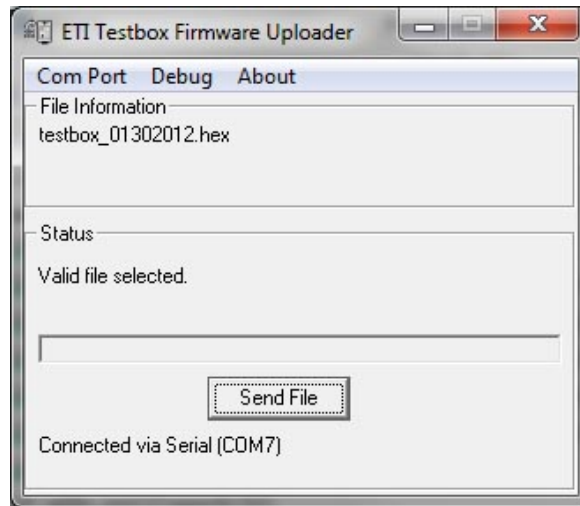 ETI Testbox Firmware Uploader
Com Port Debug About
File Information
testbox_01302012.hex
Status
Valid file selected.
Send File
Connected via Serial (COM7)